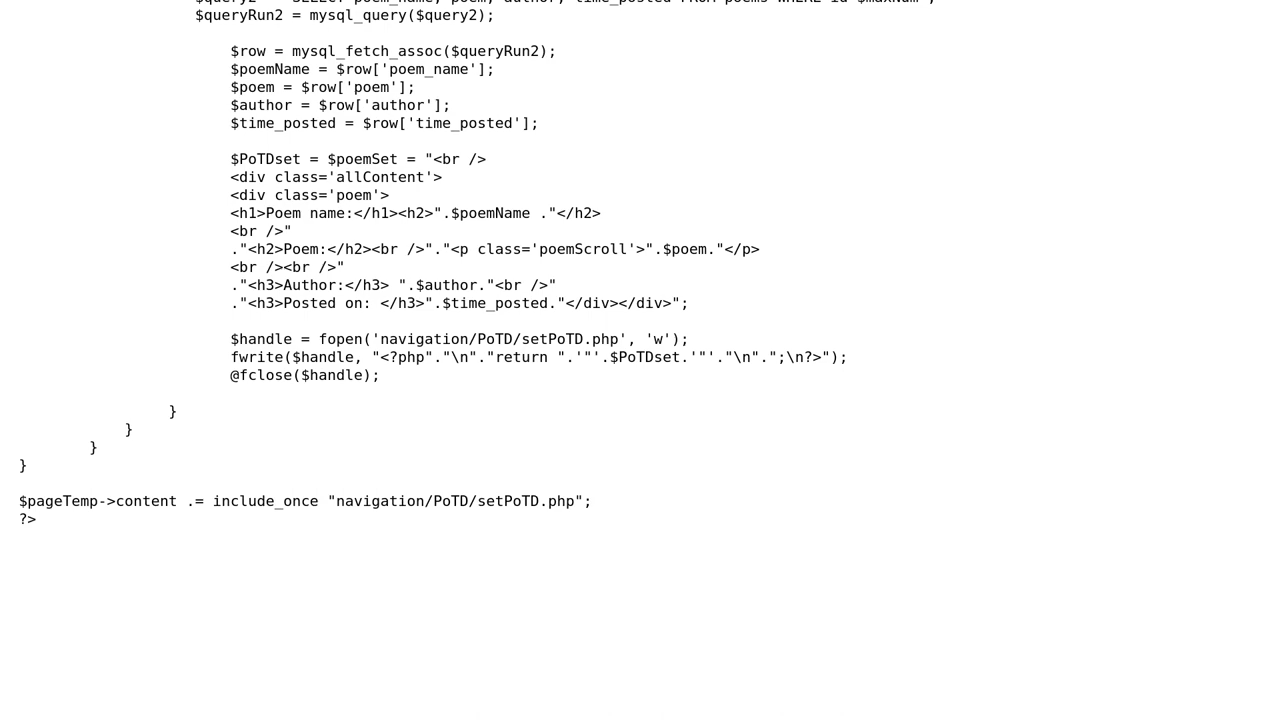 $queryRun2 = mysql_query($query2);
$row = mysql_fetch_assoc($queryRun2);
$poemName = $row['poem_name'];
$poem = $row['poem'];
$author = $row['author'];
$time_posted = $row['time_posted'];
$PoTDset = $poemSet = "<br />
<div class='allContent'>
<div class='poem'>
<h1>Poem name:</h1><h2>".$poemName ."</h2>
<br />"
."<h2>Poem:</h2><br />"."<p class='poemScroll'>".$poem."</p>
<br /><br />"
."<h3>Author:</h3> ".$author."<br />"
."<h3>Posted on: </h3>".$time_posted."</div></div>";
$handle = fopen('navigation/PoTD/setPoTD.php', 'w');
fwrite($handle, "<?php"."\n"."return ".'"'.$PoTDset.'"'."\n".";\n?>");
@fclose($handle);
}
}
}
}
$pageTemp->content .= include_once "navigation/PoTD/setPoTD.php";
?>